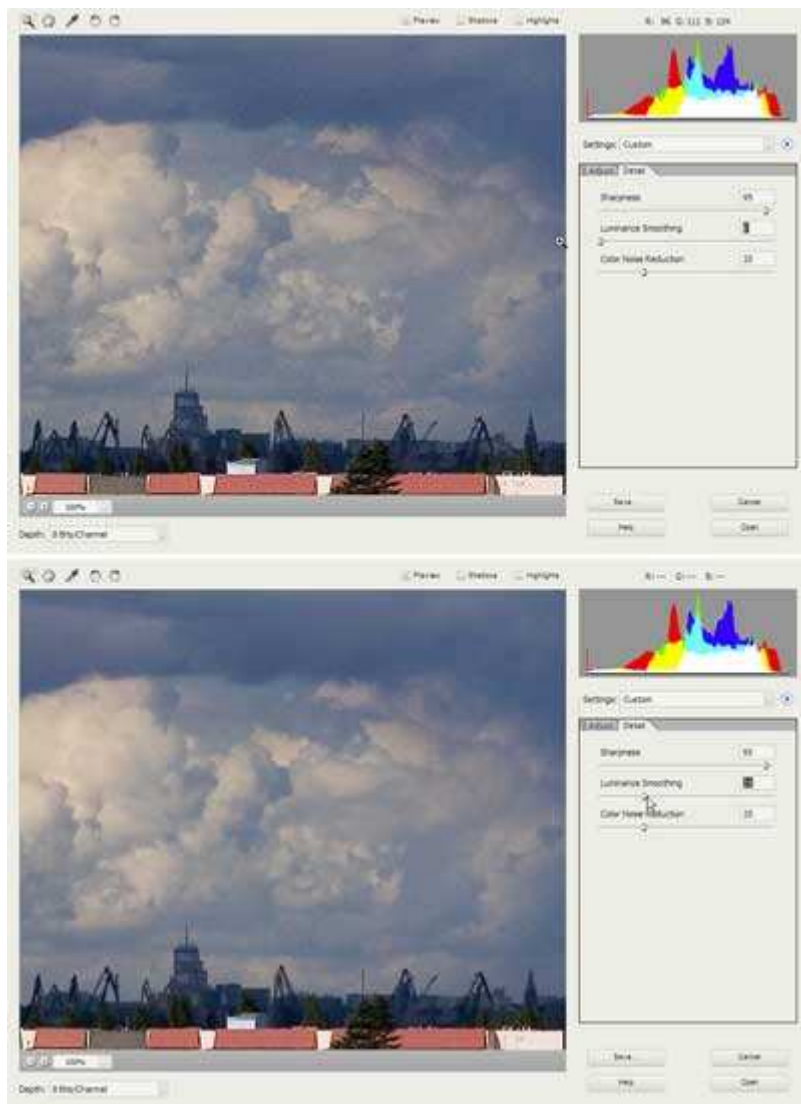 Preview Shadows Highlights
Settings: Custom
Adjust Detail
Sharpness
Luminance Smoothing
Color Noise Reduction
100%
Save... Cancel
Help Open
Depth: 8 Bits/Channel
Preview Shadows Highlights
R: --- G: --- B: ---
Settings: Custom
Adjust Detail
Sharpness
Luminance Smoothing
Color Noise Reduction
100%
Save... Cancel
Help Open
Depth: 8 Bits/Channel